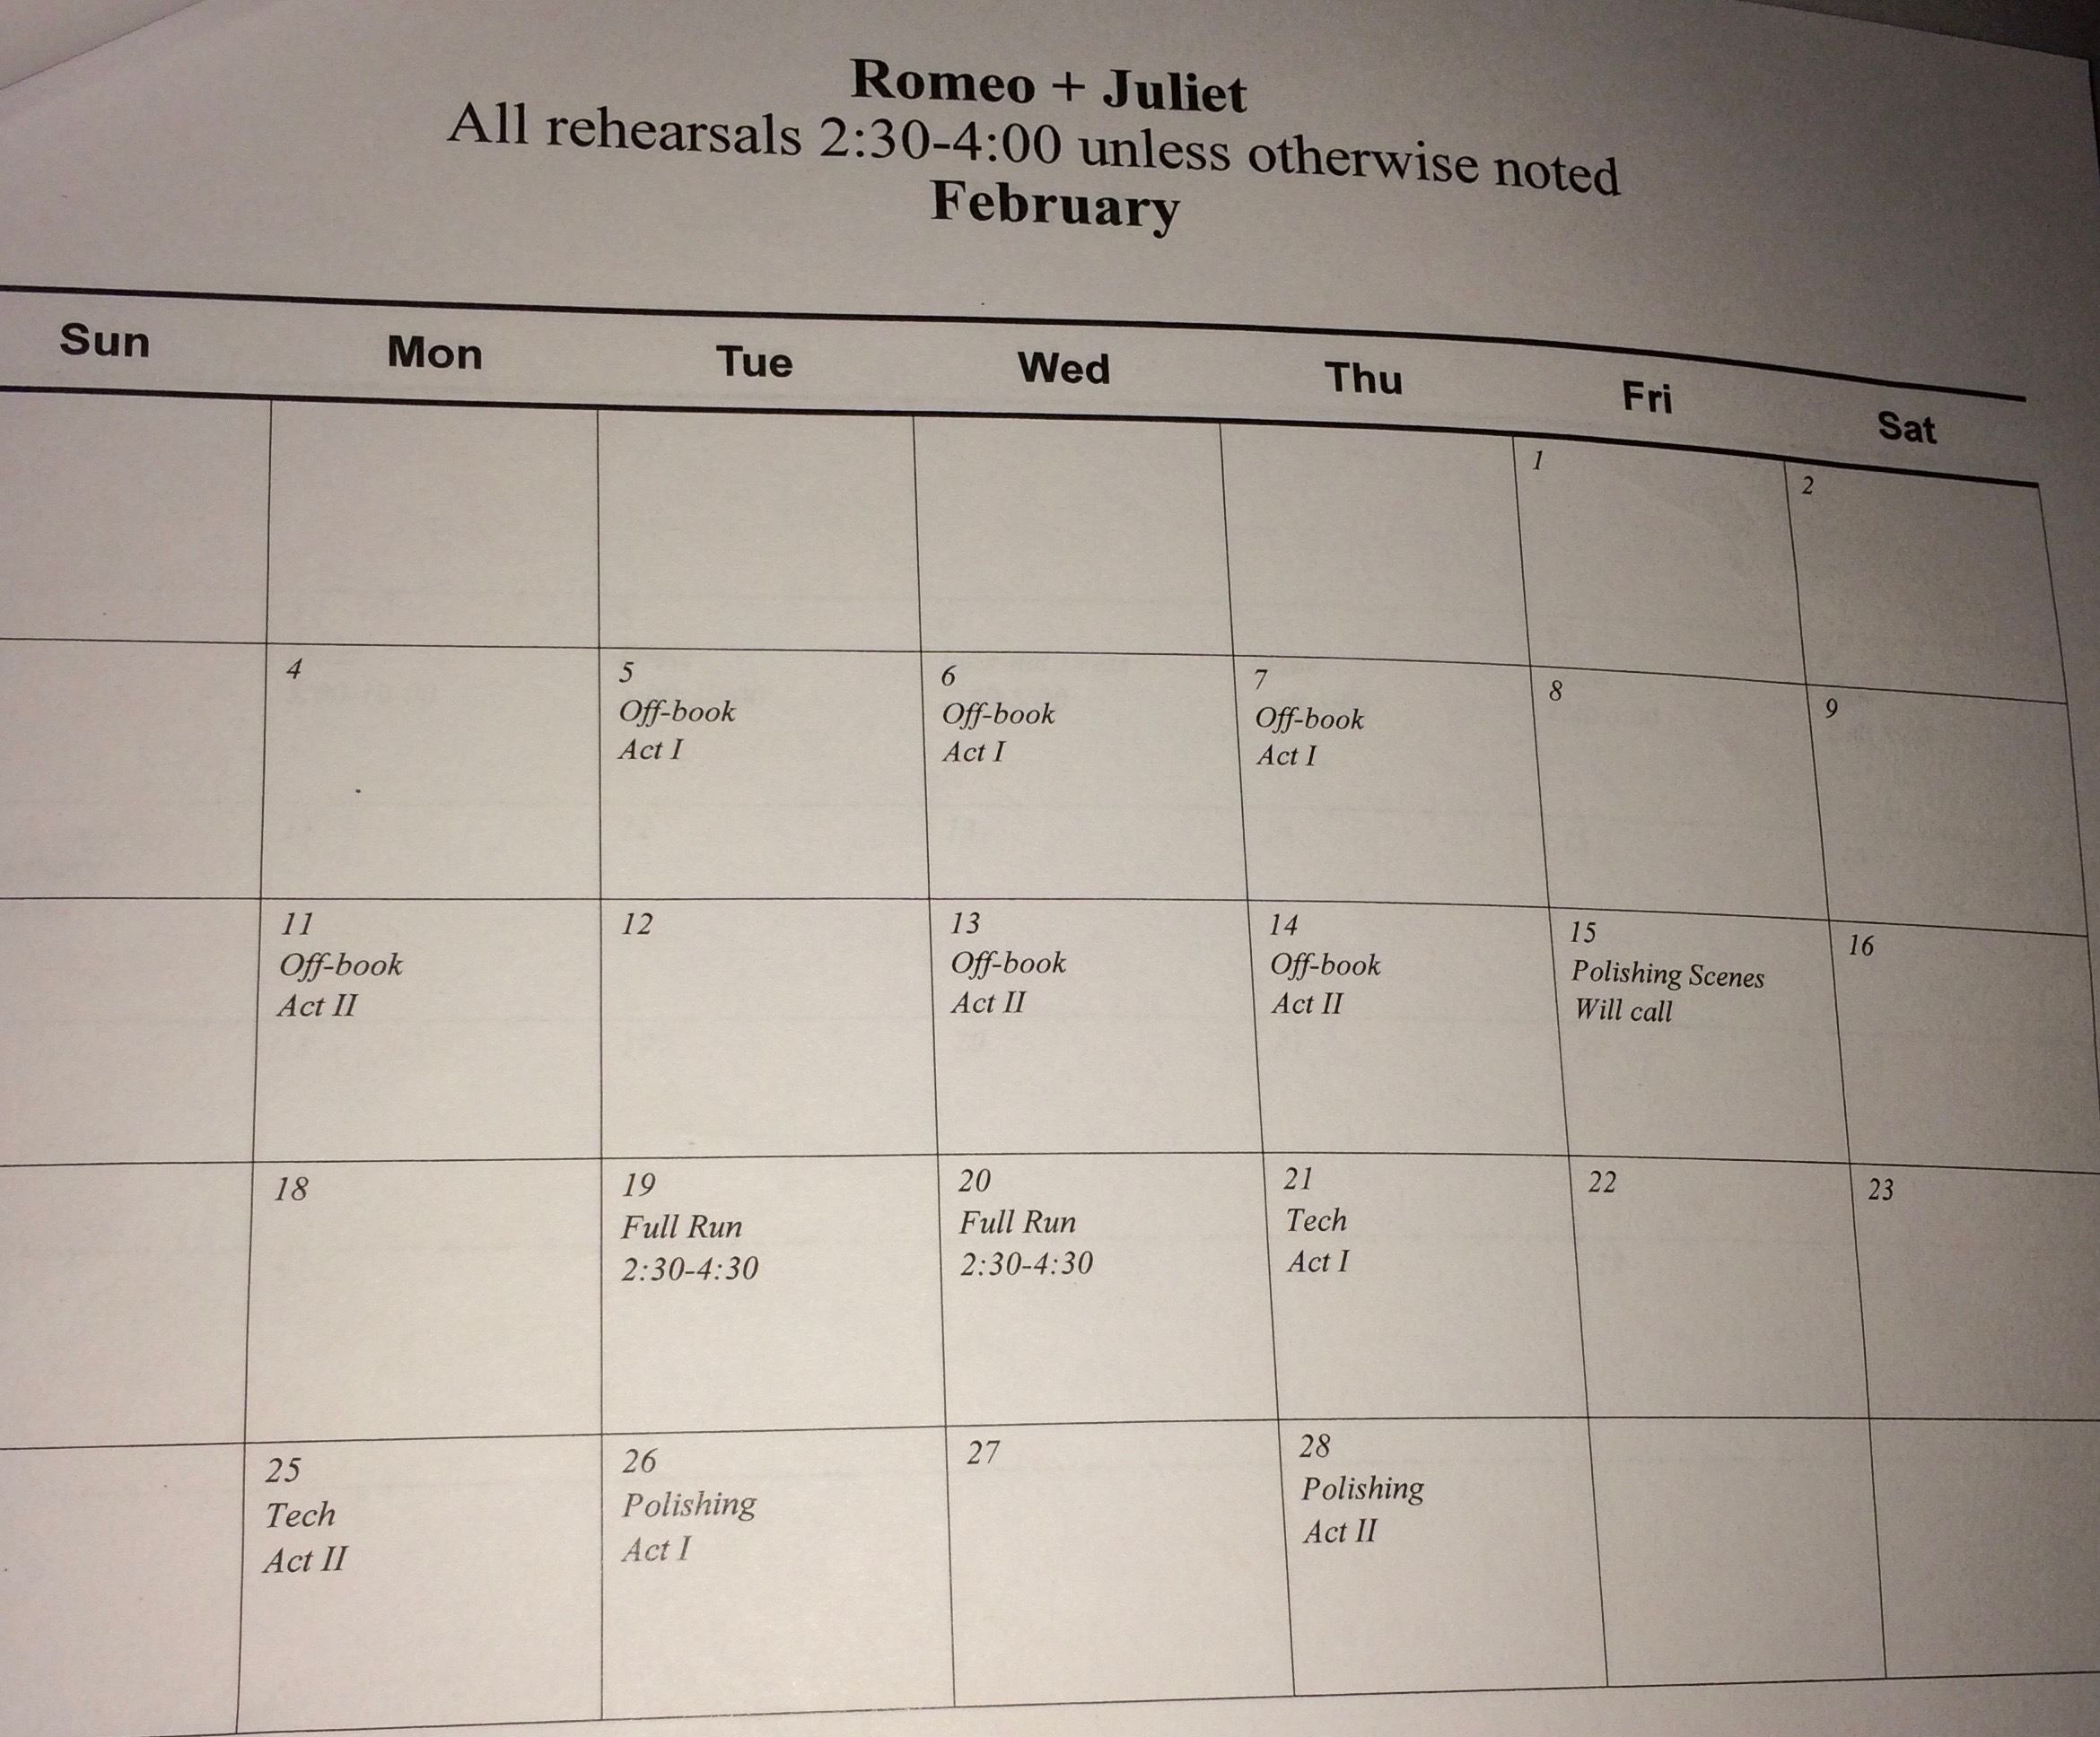 Romeo + Juliet
All rehearsals 2:30-4:00 unless otherwise noted
February
Sun Mon Tue Wed Thu Fri Sat
1
2
4
5
Off-book
Act I
6
Off-book
Act I
7
Off-book
Act I
8
9
11
Off-book
Act II
12
13
Off-book
Act II
14
Off-book
Act II
15
Polishing Scenes
Will call
16
18
19
Full Run
2:30-4:30
20
Full Run
2:30-4:30
21
Tech
Act I
22
23
25
Tech
Act II
26
Polishing
Act I
27
28
Polishing
Act II